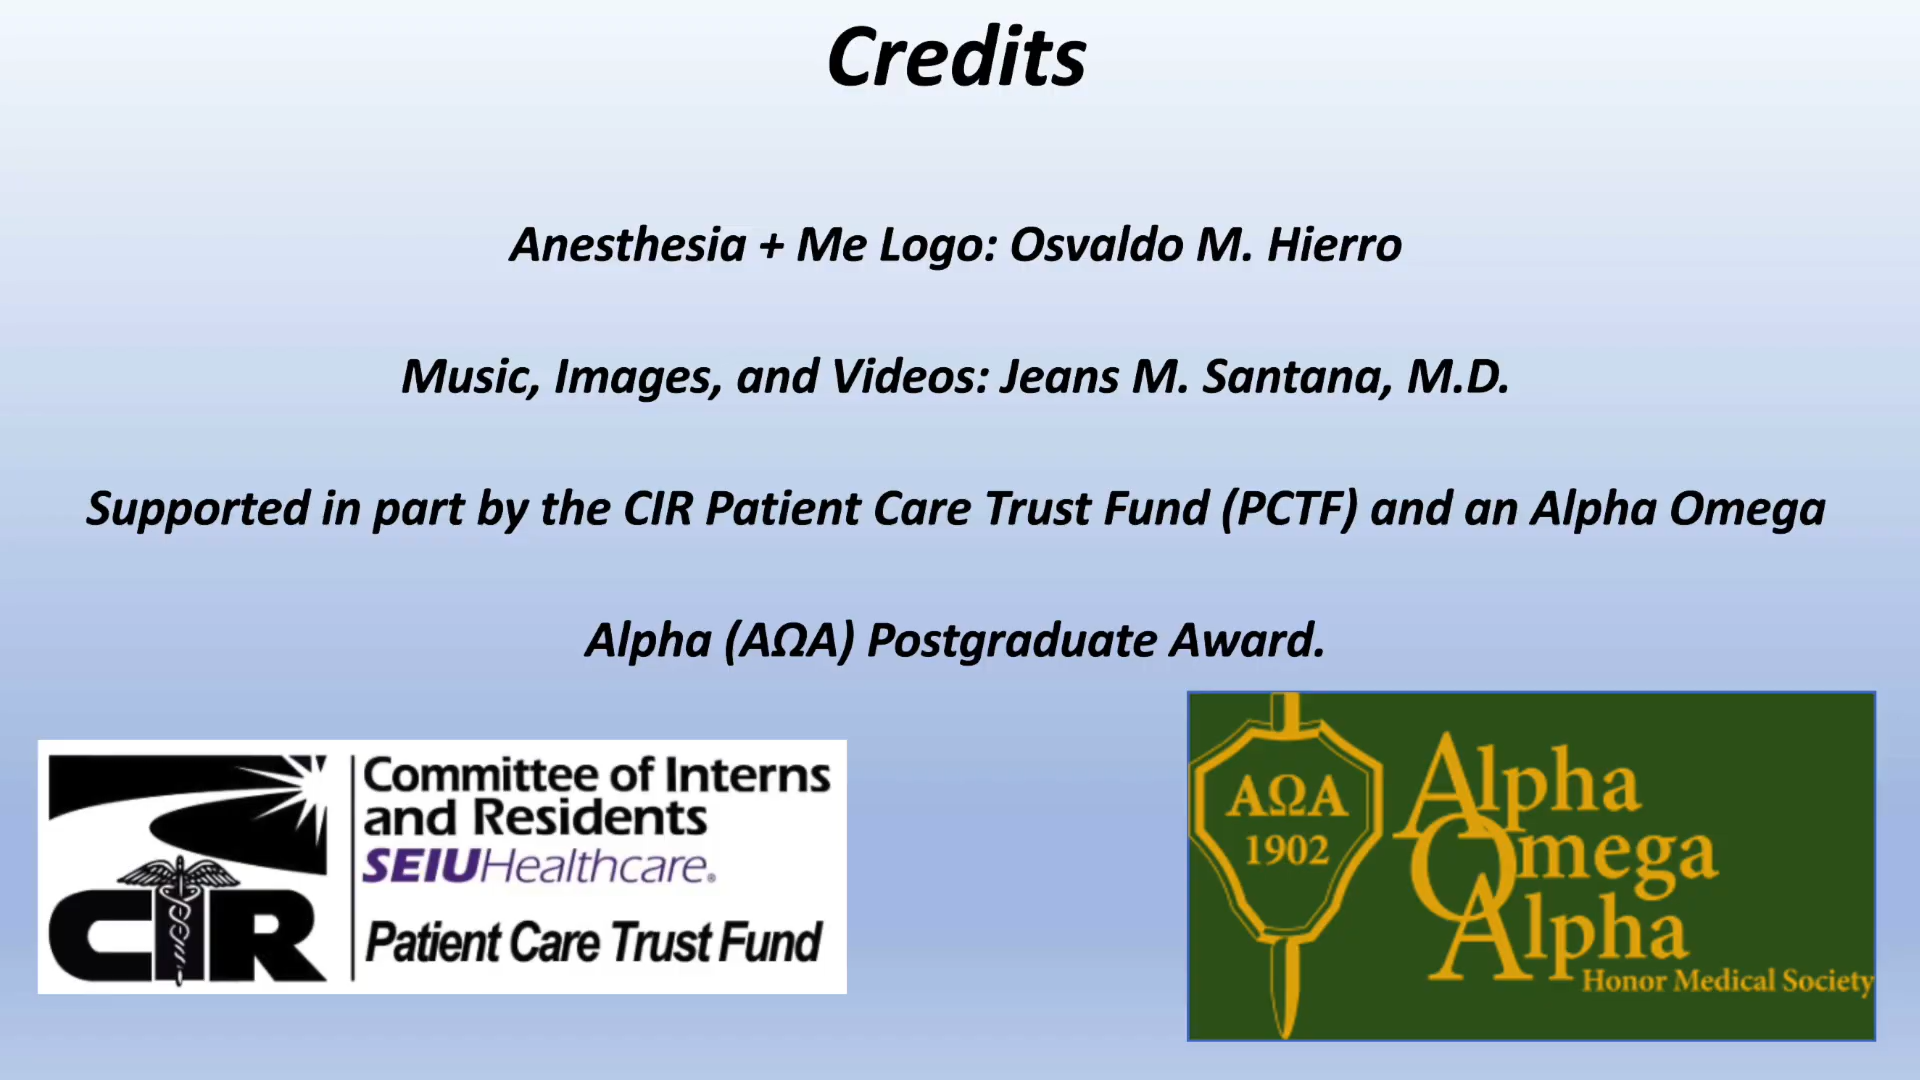 Credits
Anesthesia + Me Logo: Osvaldo M. Hierro
Music, Images, and Videos: Jeans M. Santana, M.D.
Supported in part by the CIR Patient Care Trust Fund (PCTF) and an Alpha Omega
Alpha (ΑΩΑ) Postgraduate Award.
CIR
Committee of Interns
and Residents
SEIUHealthcare®
Patient Care Trust Fund
ΑΩΑ
1902
Alpha
Omega
Alpha
Honor Medical Society